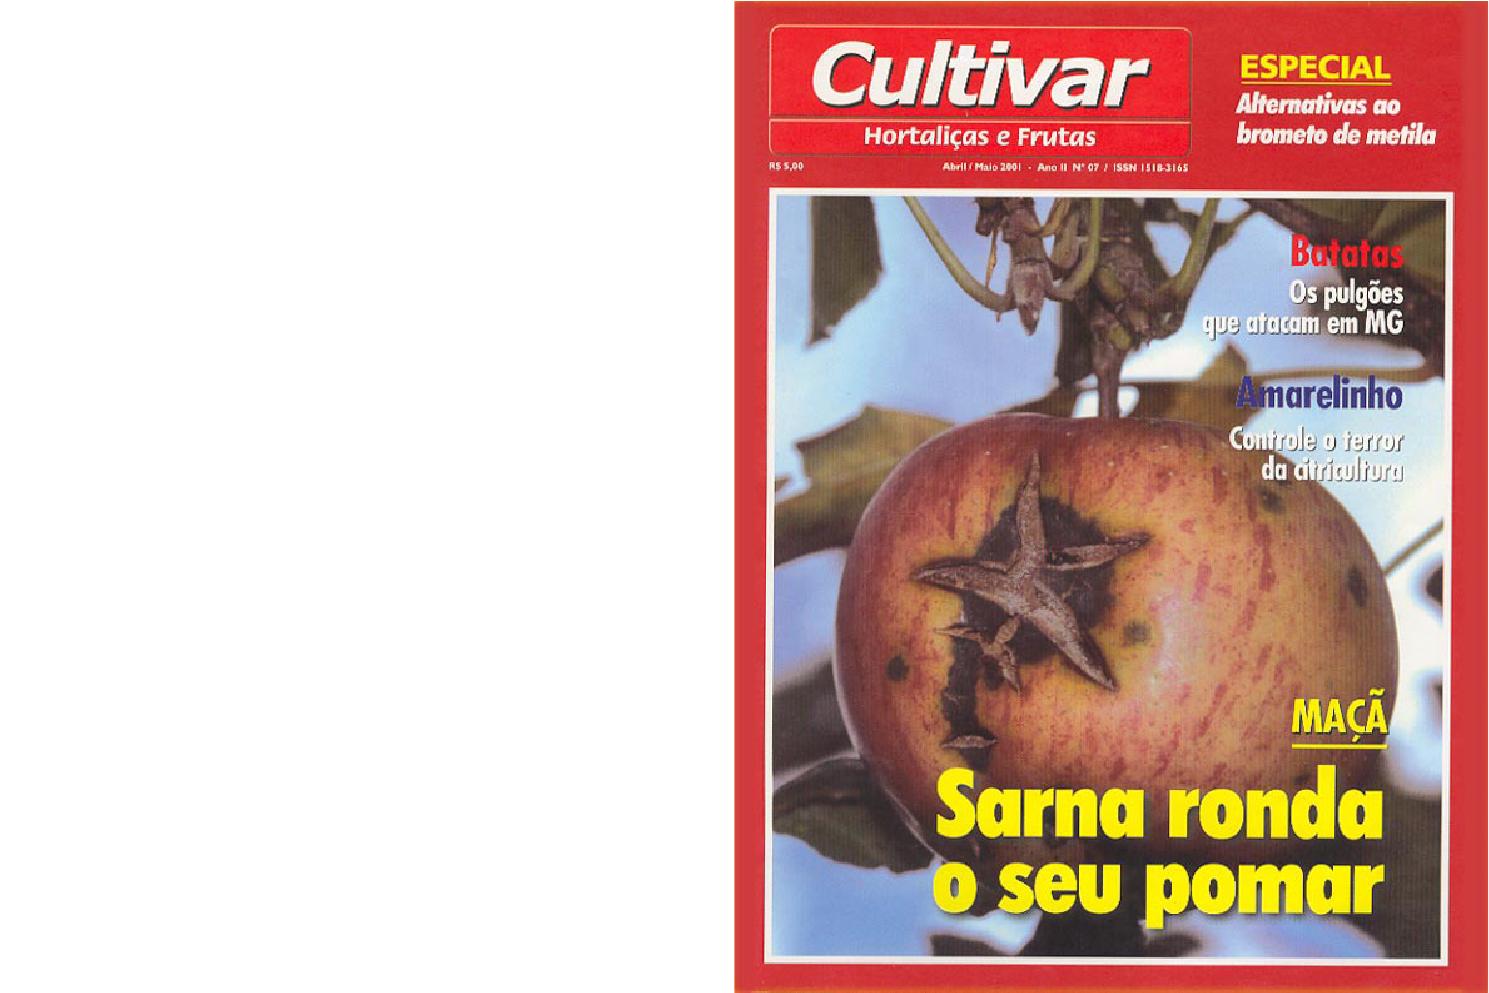 Cultivar
Hortaliças e Frutas
R$ 5,00
Abril / Maio 2001 - Ano II Nº 07 / ISSN 1518-3165
ESPECIAL
Alternativas ao
brometo de metila
Batatas
Os pulgões
que atacam em MG
Amarelinho
Controle o terror
da citricultura
MAÇÃ
Sarna ronda
o seu pomar